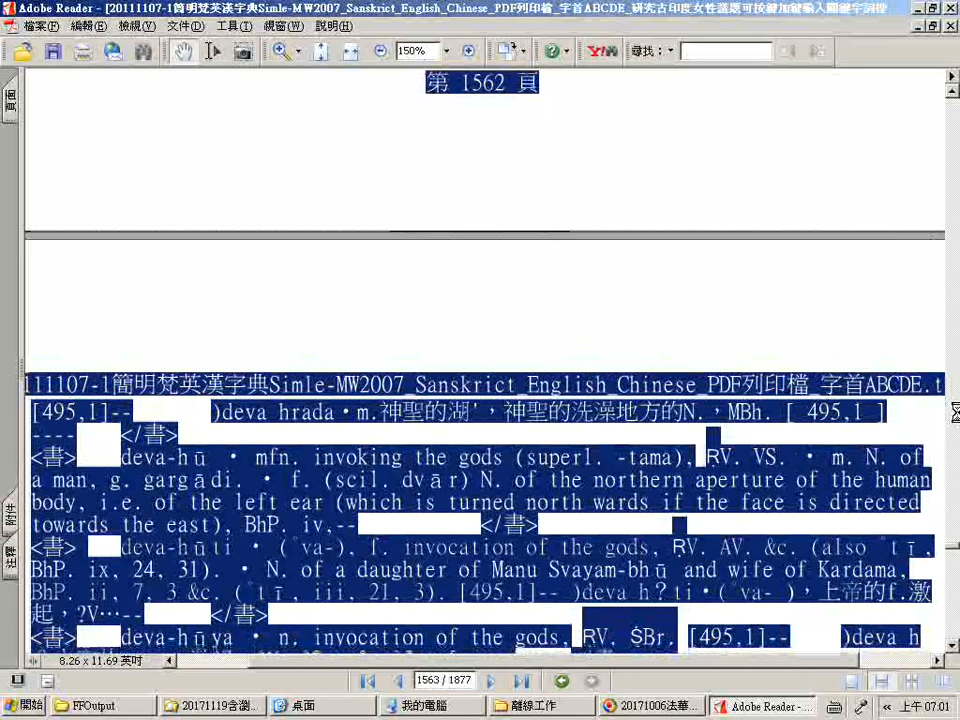 Adobe Reader - [20111107-1簡明梵英漢字典Simle-MW2007_Sanskrict_English_Chinese_PDF列印檔_字首ABCDE_研究古印度女性議題可按鍵加鍵輸入關鍵字詞搜
檔案(F) 編輯(E) 檢視(V) 文件(D) 工具(T) 視窗(W) 說明(H)
150% Y! 尋找:
頁面
第 1562 頁
111107-1簡明梵英漢字典Simle-MW2007_Sanskrict_English_Chinese_PDF列印檔_字首ABCDE.t
[495,1]-- )deva hrada‧m.神聖的湖'，神聖的洗澡地方的N.，MBh. [ 495,1 ]
---- </書>
<書> deva-hū ‧ mfn. invoking the gods (superl. -tama), RV. VS. ‧ m. N. of
a man, g. gargādi. ‧ f. (scil. dvār) N. of the northern aperture of the human
body, i.e. of the left ear (which is turned north wards if the face is directed
towards the east), BhP. iv,-- </書>
<書> deva-hūti ‧ (°va-), f. invocation of the gods, RV. AV. &c. (also °tī,
BhP. ix, 24, 31). ‧ N. of a daughter of Manu Svayam-bhū and wife of Kardama,
BhP. ii, 7, 3 &c. (°tī, iii, 21, 3). [495,1]-- )deva h?ti‧(°va- )，上帝的f.激
起，?V…-- </書>
<書> deva-hūya ‧ n. invocation of the gods, RV. ŚBr. [495,1]-- )deva h
附件
注釋
8.26 x 11.69 英吋
1563 / 1877
開始 FFOutput 20171119含瀏... 桌面 我的電腦 離線工作 20171006法華... Adobe Reader - ... « 上午 07:01